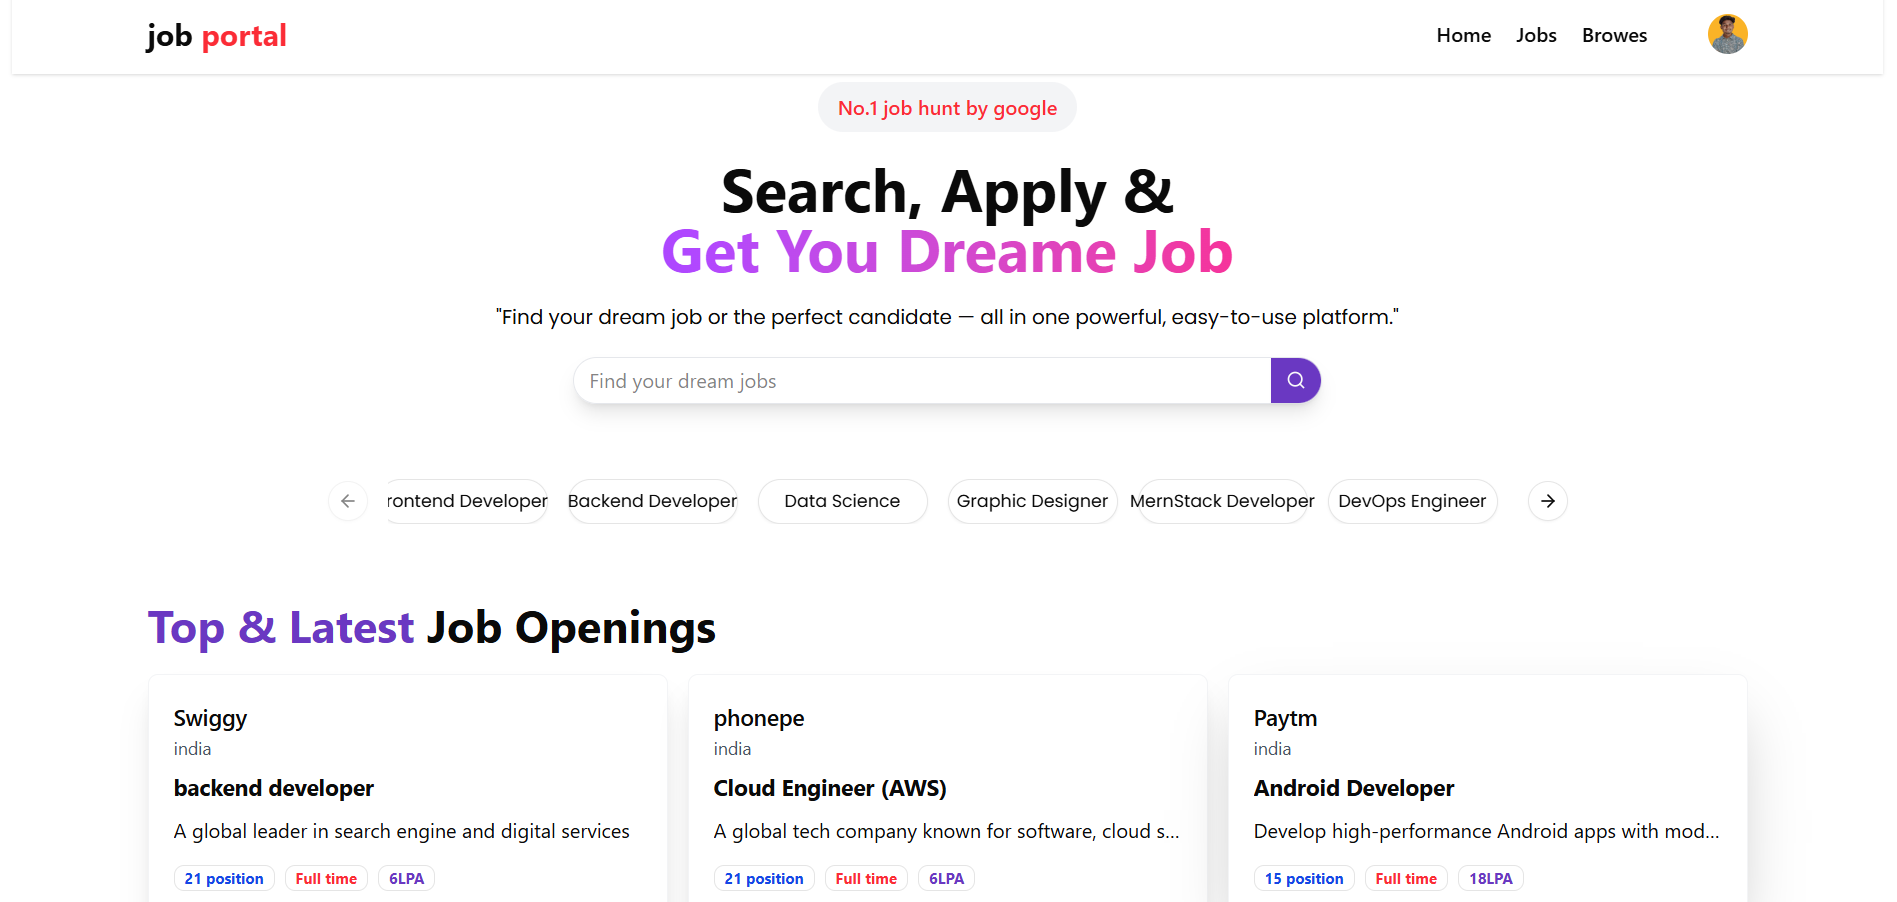 job portal
Home Jobs Browes
No.1 job hunt by google
Search, Apply &
Get You Dreame Job
"Find your dream job or the perfect candidate — all in one powerful, easy-to-use platform."
Find your dream jobs
rontend Developer Backend Developer Data Science Graphic Designer MernStack Developer DevOps Engineer
Top & Latest Job Openings
Swiggy
india
backend developer
A global leader in search engine and digital services
21 position Full time 6LPA
phonepe
india
Cloud Engineer (AWS)
A global tech company known for software, cloud s...
21 position Full time 6LPA
Paytm
india
Android Developer
Develop high-performance Android apps with mod...
15 position Full time 18LPA